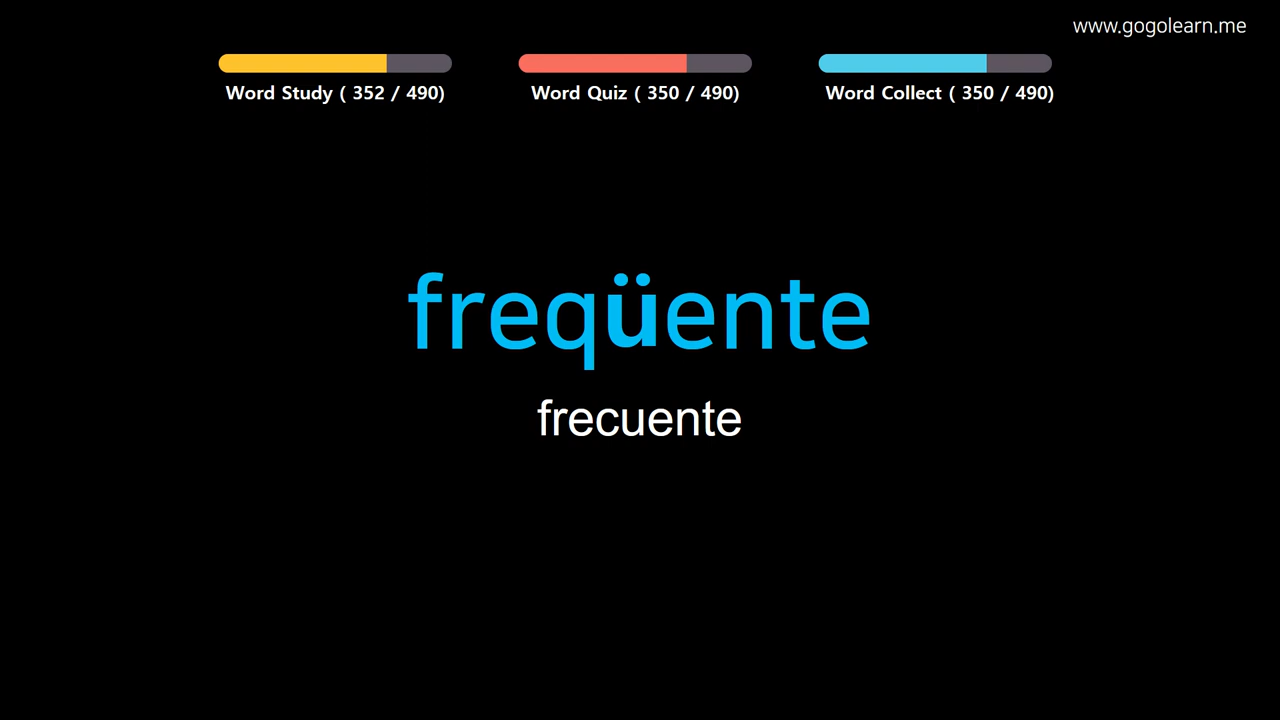 www.gogolearn.me
Word Study ( 352 / 490)
Word Quiz ( 350 / 490)
Word Collect ( 350 / 490)
freqüente
frecuente